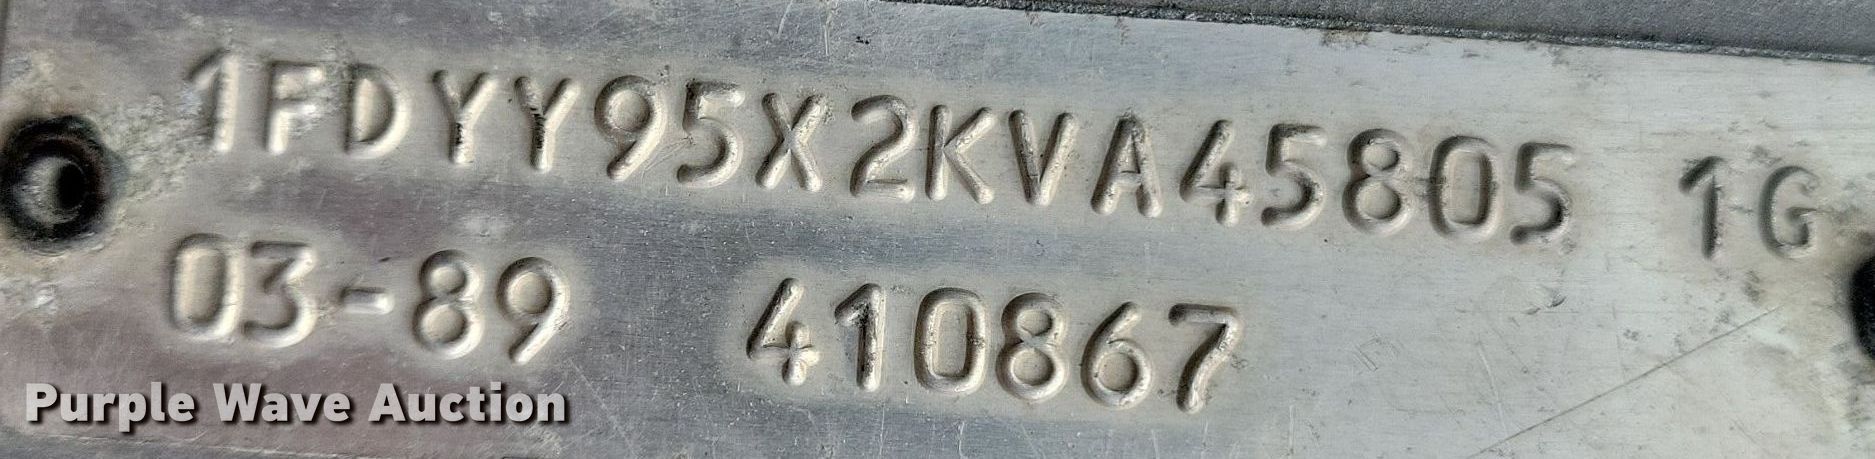 1FDYY95X2KVA45805 1G
03-89 410867
Purple Wave Auction